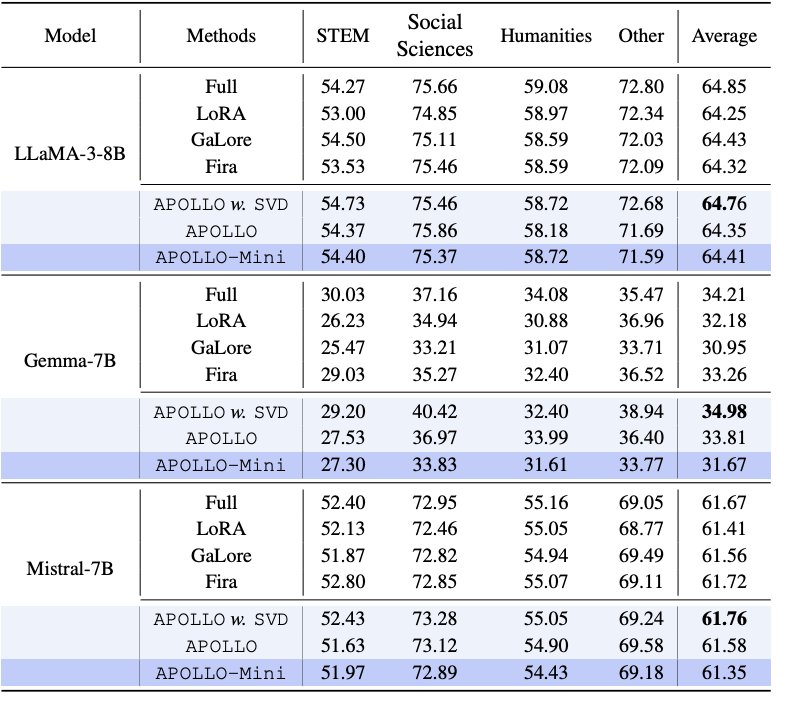 Model Methods STEM Social Sciences Humanities Other Average
Full 54.27 75.66 59.08 72.80 64.85
LoRA 53.00 74.85 58.97 72.34 64.25
GaLore 54.50 75.11 58.59 72.03 64.43
LLaMA-3-8B
Fira 53.53 75.46 58.59 72.09 64.32
APOLLO w. SVD 54.73 75.46 58.72 72.68 64.76
APOLLO 54.37 75.86 58.18 71.69 64.35
APOLLO-Mini 54.40 75.37 58.72 71.59 64.41
Full 30.03 37.16 34.08 35.47 34.21
LoRA 26.23 34.94 30.88 36.96 32.18
GaLore 25.47 33.21 31.07 33.71 30.95
Gemma-7B
Fira 29.03 35.27 32.40 36.52 33.26
APOLLO w. SVD 29.20 40.42 32.40 38.94 34.98
APOLLO 27.53 36.97 33.99 36.40 33.81
APOLLO-Mini 27.30 33.83 31.61 33.77 31.67
Full 52.40 72.95 55.16 69.05 61.67
LoRA 52.13 72.46 55.05 68.77 61.41
GaLore 51.87 72.82 54.94 69.49 61.56
Mistral-7B
Fira 52.80 72.85 55.07 69.11 61.72
APOLLO w. SVD 52.43 73.28 55.05 69.24 61.76
APOLLO 51.63 73.12 54.90 69.58 61.58
APOLLO-Mini 51.97 72.89 54.43 69.18 61.35